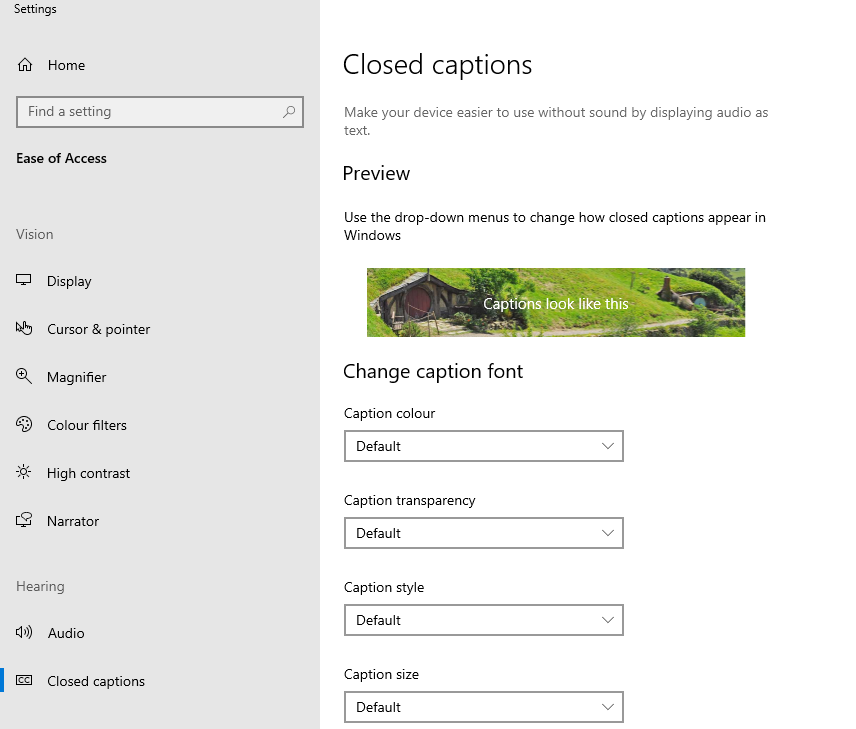 Settings
Home
Find a setting
Ease of Access
Vision
Display
Cursor & pointer
Magnifier
Colour filters
High contrast
Narrator
Hearing
Audio
Closed captions
Closed captions
Make your device easier to use without sound by displaying audio as
text.
Preview
Use the drop-down menus to change how closed captions appear in
Windows
Captions look like this
Change caption font
Caption colour
Default
Caption transparency
Default
Caption style
Default
Caption size
Default